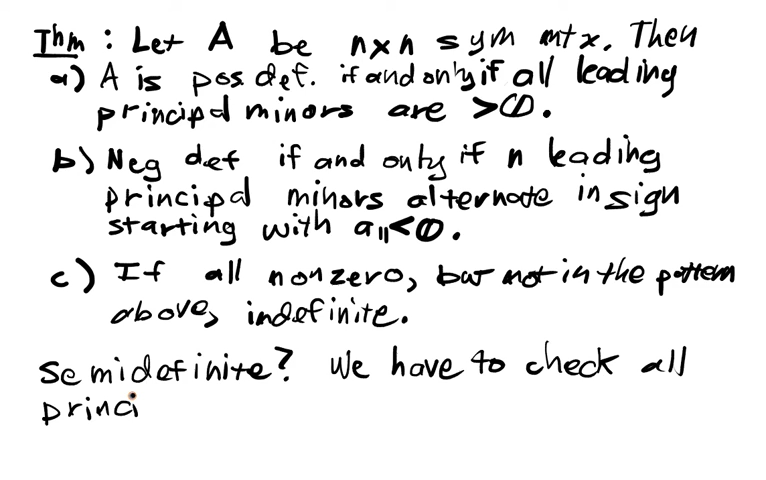 Thm : Let A be n×n sym mtx. Then
a) A is pos def. if and only if all leading
principal minors are >0.
b) Neg def if and only if n leading
principal minors alternate in sign
starting with a₁₁<0.
c) If all nonzero, but not in the pattern
above, indefinite.
Semidefinite? We have to check all
princi